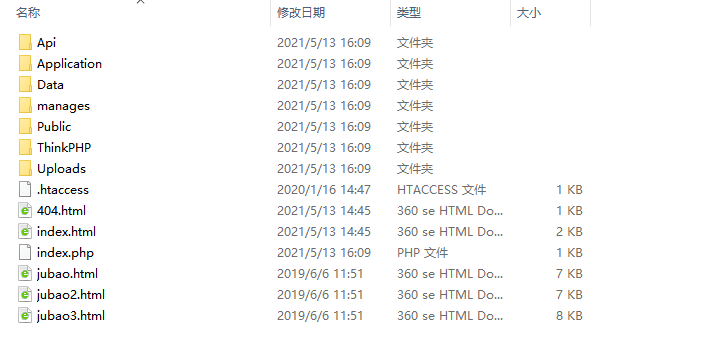 名称 修改日期 类型 大小
Api 2021/5/13 16:09 文件夹
Application 2021/5/13 16:09 文件夹
Data 2021/5/13 16:09 文件夹
manages 2021/5/13 16:09 文件夹
Public 2021/5/13 16:09 文件夹
ThinkPHP 2021/5/13 16:09 文件夹
Uploads 2021/5/13 16:09 文件夹
.htaccess 2020/1/16 14:47 HTACCESS 文件 1 KB
404.html 2021/5/13 14:45 360 se HTML Do... 1 KB
index.html 2021/5/13 14:45 360 se HTML Do... 2 KB
index.php 2021/5/13 16:09 PHP 文件 1 KB
jubao.html 2019/6/6 11:51 360 se HTML Do... 7 KB
jubao2.html 2019/6/6 11:51 360 se HTML Do... 7 KB
jubao3.html 2019/6/6 11:51 360 se HTML Do... 8 KB